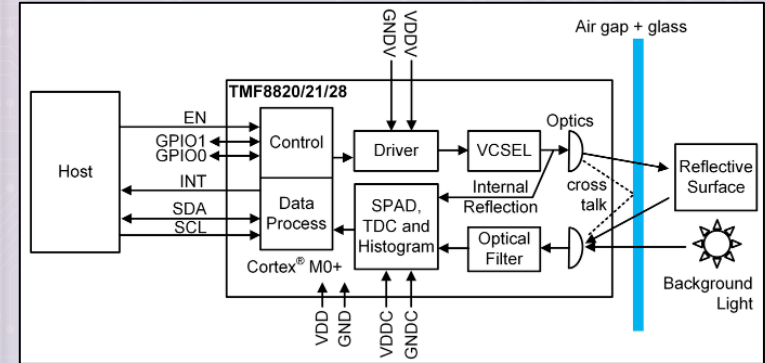 Air gap + glass
GNDV
VDDV
TMF8820/21/28
Host
EN
GPIO1
GPIO0
INT
SDA
SCL
Control
Data
Process
Cortex® M0+
Driver
VCSEL
Optics
Internal
Reflection
cross
talk
SPAD,
TDC and
Histogram
Optical
Filter
Reflective
Surface
Background
Light
VDD
GND
VDDC
GNDC